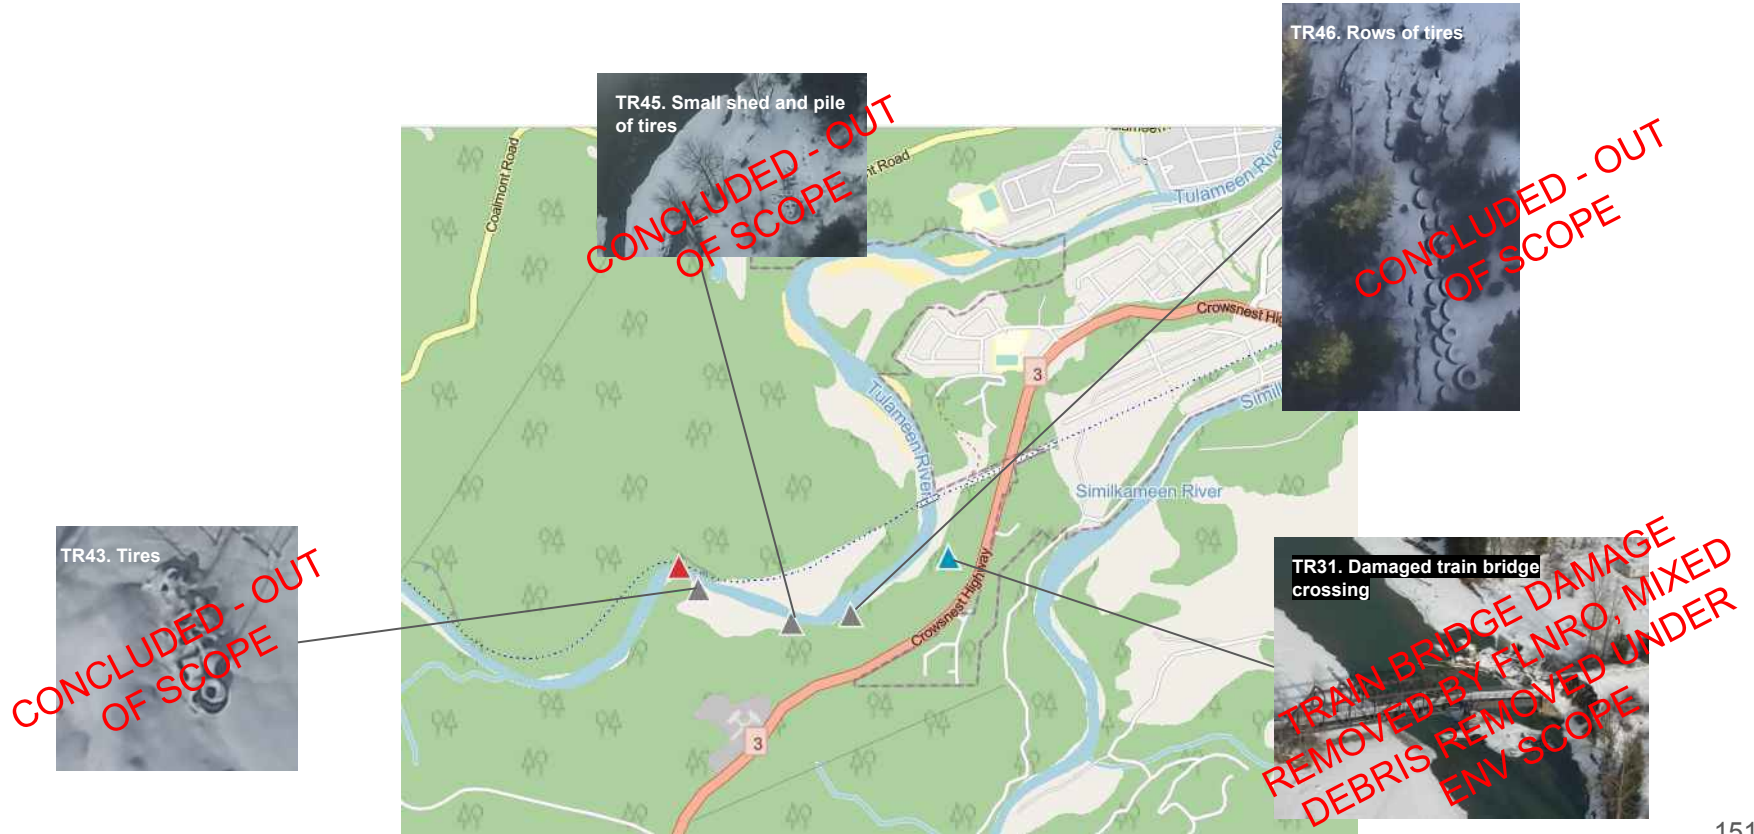 TR46. Rows of tires
CONCLUDED - OUT
OF SCOPE
TR45. Small shed and pile
of tires
CONCLUDED - OUT
OF SCOPE
Coalmont Road
nt Road
Tulameen
Tulameen River
Crowsnest Hig
3
Tulameen River
Simil
Similkameen River
TR43. Tires
CONCLUDED - OUT
OF SCOPE
Crowsnest Highway
3
TR31. Damaged train bridge
crossing
TRAIN BRIDGE DAMAGE
REMOVED BY FLNRO, MIXED
DEBRIS REMOVED UNDER
ENV SCOPE
151